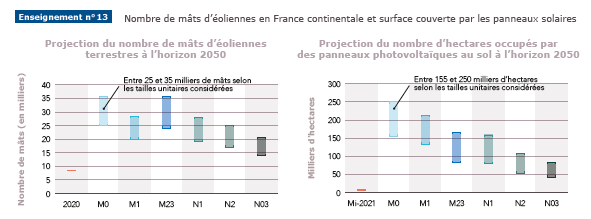 Enseignement n°13
Nombre de mâts d’éoliennes en France continentale et surface couverte par les panneaux solaires
Projection du nombre de mâts d’éoliennes
terrestres à l’horizon 2050
Nombre de mâts (en milliers)
Entre 25 et 35 milliers de mâts selon
les tailles unitaires considérées
40
35
30
25
20
15
10
5
0
2020 M0 M1 M23 N1 N2 N03
Projection du nombre d’hectares occupés par
des panneaux photovoltaïques au sol à l’horizon 2050
Milliers d’hectares
Entre 155 et 250 milliers d’hectares
selon les tailles unitaires considérées
300
250
200
150
100
50
0
Mi-2021 M0 M1 M23 N1 N2 N03